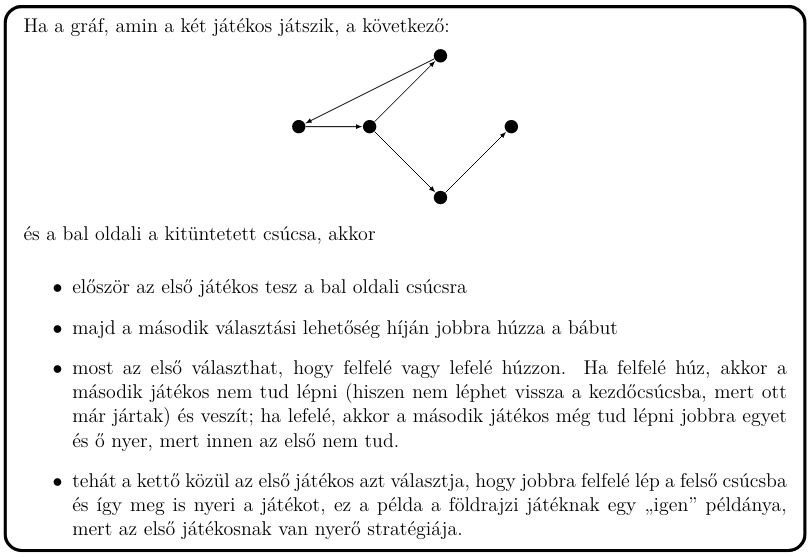 Ha a gráf, amin a két játékos játszik, a következő:
és a bal oldali a kitüntetett csúcsa, akkor
• először az első játékos tesz a bal oldali csúcsra
• majd a második választási lehetőség híján jobbra húzza a bábut
• most az első választhat, hogy felfelé vagy lefelé húzzon. Ha felfelé húz, akkor a
második játékos nem tud lépni (hiszen nem léphet vissza a kezdőcsúcsba, mert ott
már jártak) és veszít; ha lefelé, akkor a második játékos még tud lépni jobbra egyet
és ő nyer, mert innen az első nem tud.
• tehát a kettő közül az első játékos azt választja, hogy jobbra felfelé lép a felső csúcsba
és így meg is nyeri a játékot, ez a példa a földrajzi játéknak egy „igen” példánya,
mert az első játékosnak van nyerő stratégiája.